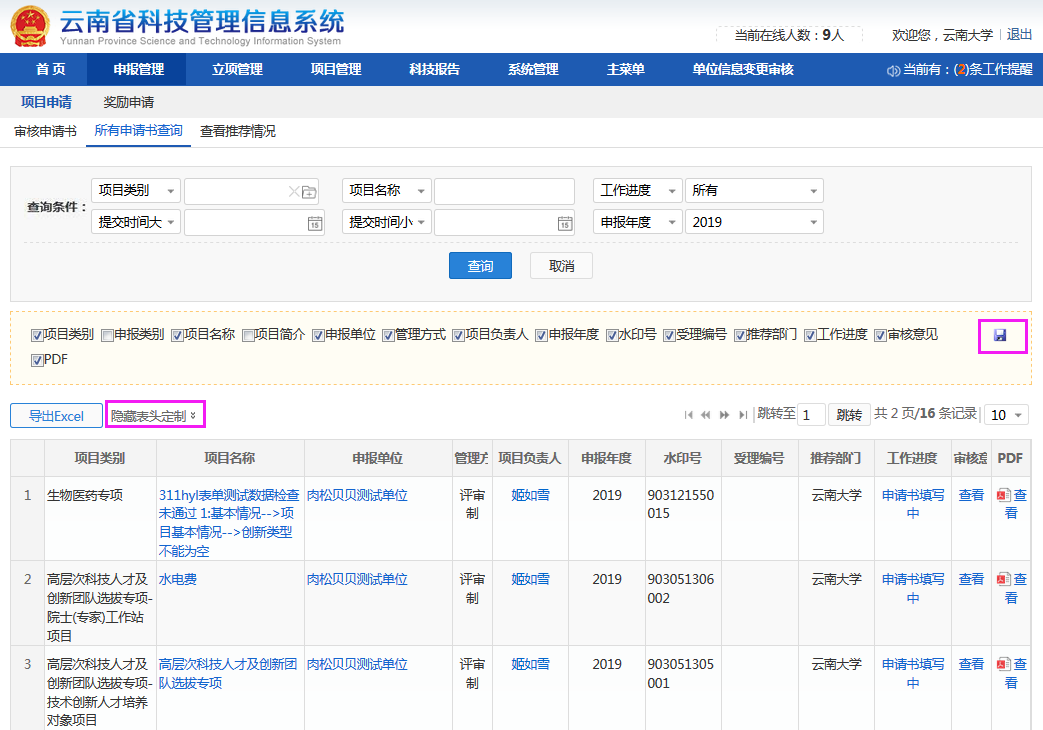 云南省科技管理信息系统
Yunnan Province Science and Technology Information System
当前在线人数：9人 欢迎您，云南大学 | 退出
首 页 申报管理 立项管理 项目管理 科技报告 系统管理 主菜单 单位信息变更审核 当前有：(2)条工作提醒
项目申请 奖励申请
审核申请书 所有申请书查询 查看推荐情况
查询条件：
项目类别 项目名称 工作进度 所有
提交时间大 15 提交时间小 15 申报年度 2019
查询 取消
项目类别 申报类别 项目名称 项目简介 申报单位 管理方式 项目负责人 申报年度 水印号 受理编号 推荐部门 工作进度 审核意见
PDF
导出Excel 隐藏表头定制 跳转至 1 跳转 共 2 页/16 条记录 10
项目类别 项目名称 申报单位 管理方 项目负责人 申报年度 水印号 受理编号 推荐部门 工作进度 审核意 PDF
1 生物医药专项 311hyl表单测试数据检查 肉松贝贝测试单位 评审 姬如雪 2019 903121550 云南大学 申请书填写 查看 查
未通过 1:基本情况-->项 制 015 中 看
目基本情况-->创新类型
不能为空
2 高层次科技人才及 水电费 肉松贝贝测试单位 评审 姬如雪 2019 903051306 云南大学 申请书填写 查看 查
创新团队选拔专项- 制 002 中 看
院士(专家)工作站
项目
3 高层次科技人才及 高层次科技人才及创新团 肉松贝贝测试单位 评审 姬如雪 2019 903051305 云南大学 申请书填写 查看 查
创新团队选拔专项- 队选拔专项 制 001 中 看
技术创新人才培养
对象项目